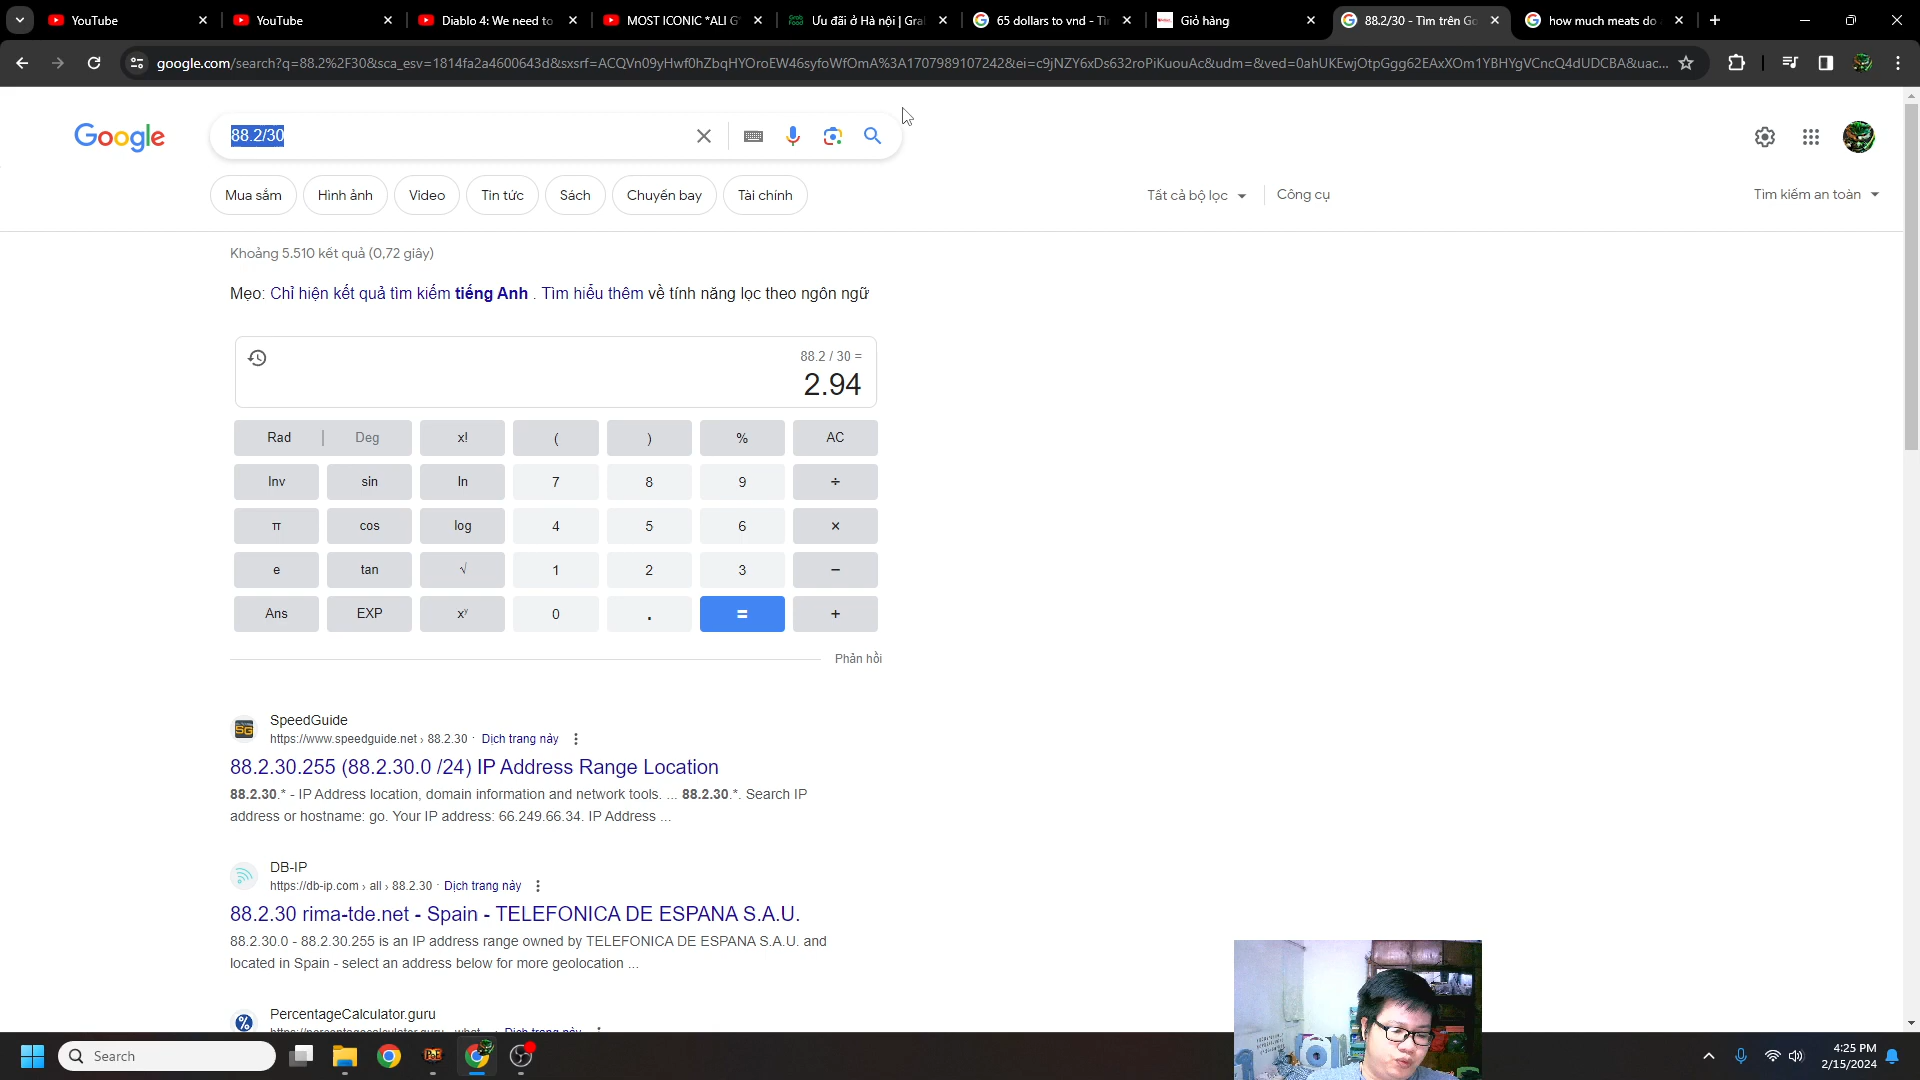 YouTube
YouTube
Diablo 4: We need to
MOST ICONIC *ALI G
Ưu đãi ở Hà nội | Gra
65 dollars to vnd - Tì
Giỏ hàng
88.2/30 - Tìm trên Go
how much meats do
google.com/search?q=88.2%2F30&sca_esv=1814fa2a4600643d&sxsrf=ACQVn09yHwf0hZbqHYOroEW46syfoWfOmA%3A1707989107242&ei=c9jNZY6xDs632roPiKuouAc&udm=&ved=0ahUKEwjOtpGgg62EAxXOm1YBHYgVCncQ4dUDCBA&uac...
Google
88.2/30
Mua sắm
Hình ảnh
Video
Tin tức
Sách
Chuyến bay
Tài chính
Tất cả bộ lọc
Công cụ
Tìm kiếm an toàn
Khoảng 5.510 kết quả (0,72 giây)
Mẹo: Chỉ hiện kết quả tìm kiếm tiếng Anh . Tìm hiểu thêm về tính năng lọc theo ngôn ngữ
88.2 / 30 =
2.94
Rad | Deg x! ( ) % AC
Inv sin ln 7 8 9 ÷
π cos log 4 5 6 ×
e tan √ 1 2 3 −
Ans EXP xʸ 0 . = +
Phản hồi
SG
SpeedGuide
https://www.speedguide.net › 88.2.30 · Dịch trang này
88.2.30.255 (88.2.30.0 /24) IP Address Range Location
88.2.30.* - IP Address location, domain information and network tools. ... 88.2.30.*. Search IP
address or hostname: go. Your IP address: 66.249.66.34. IP Address ...
DB-IP
https://db-ip.com › all › 88.2.30 · Dịch trang này
88.2.30 rima-tde.net - Spain - TELEFONICA DE ESPANA S.A.U.
88.2.30.0 - 88.2.30.255 is an IP address range owned by TELEFONICA DE ESPANA S.A.U. and
located in Spain - select an address below for more geolocation ...
PercentageCalculator.guru
Search
4:25 PM
2/15/2024